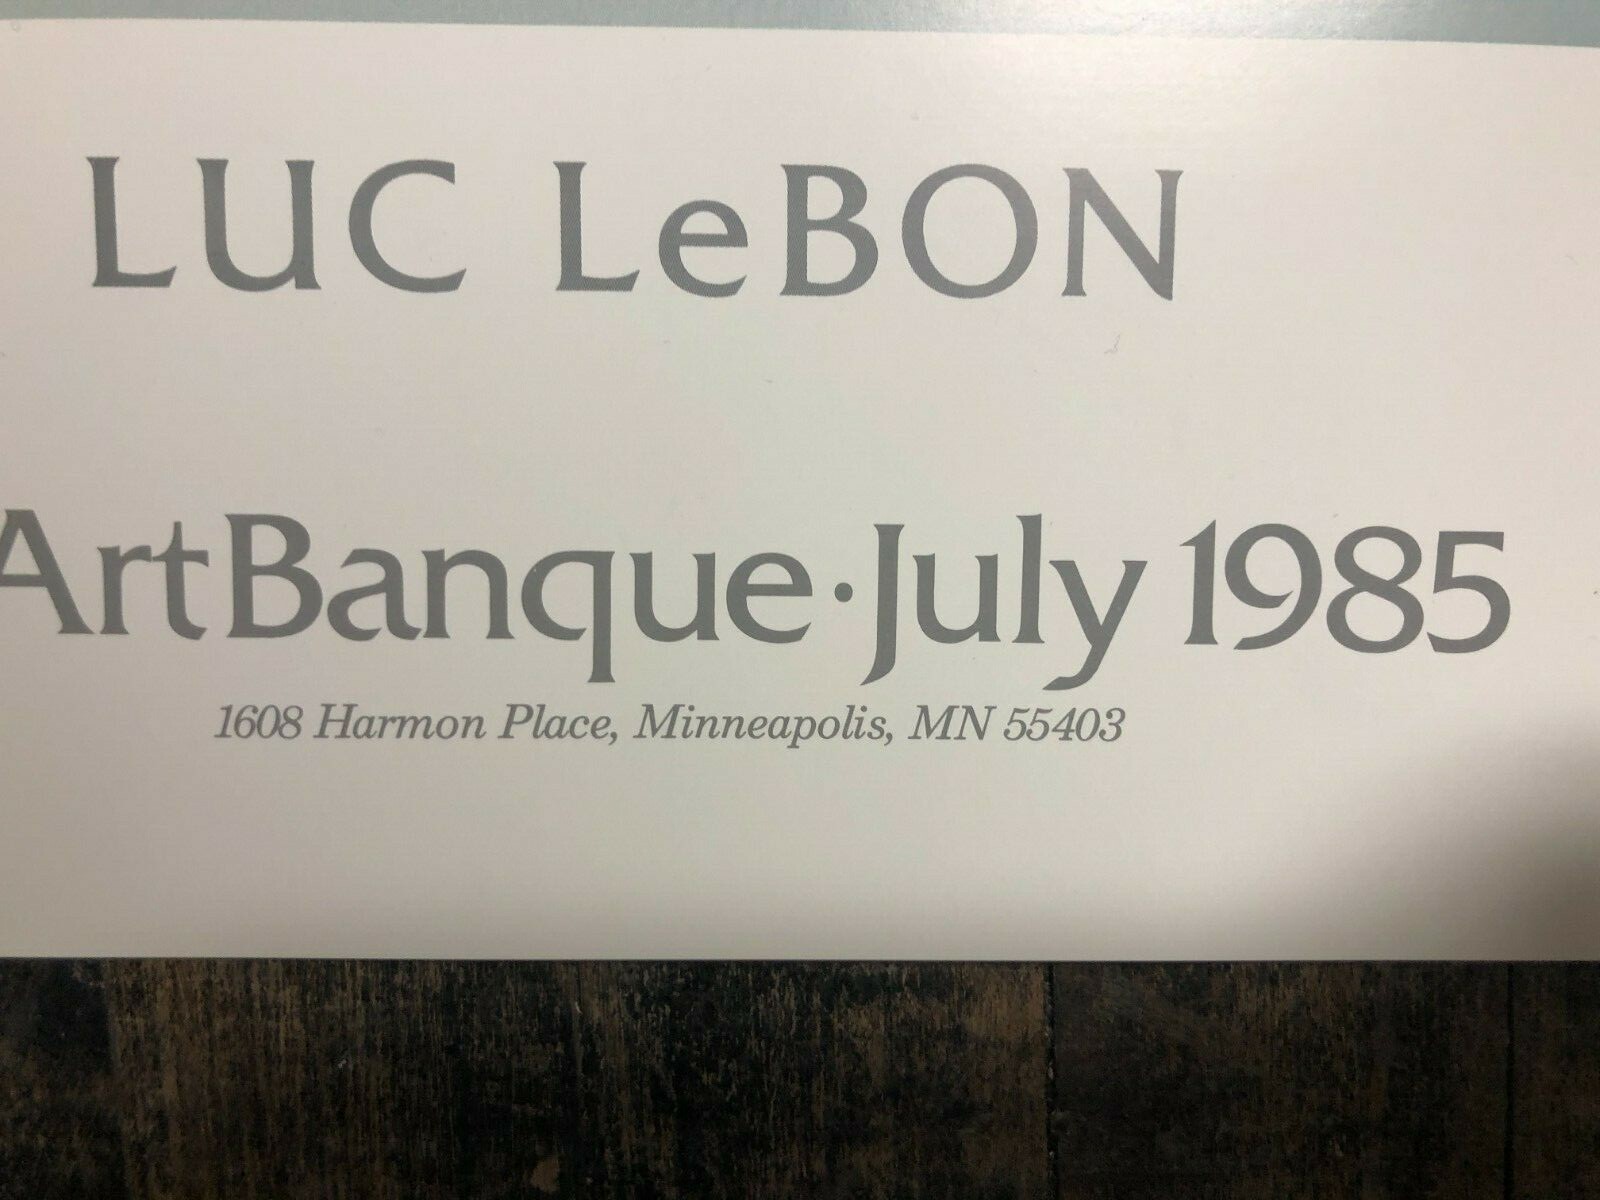 LUC LeBON
ArtBanque·July 1985
1608 Harmon Place, Minneapolis, MN 55403